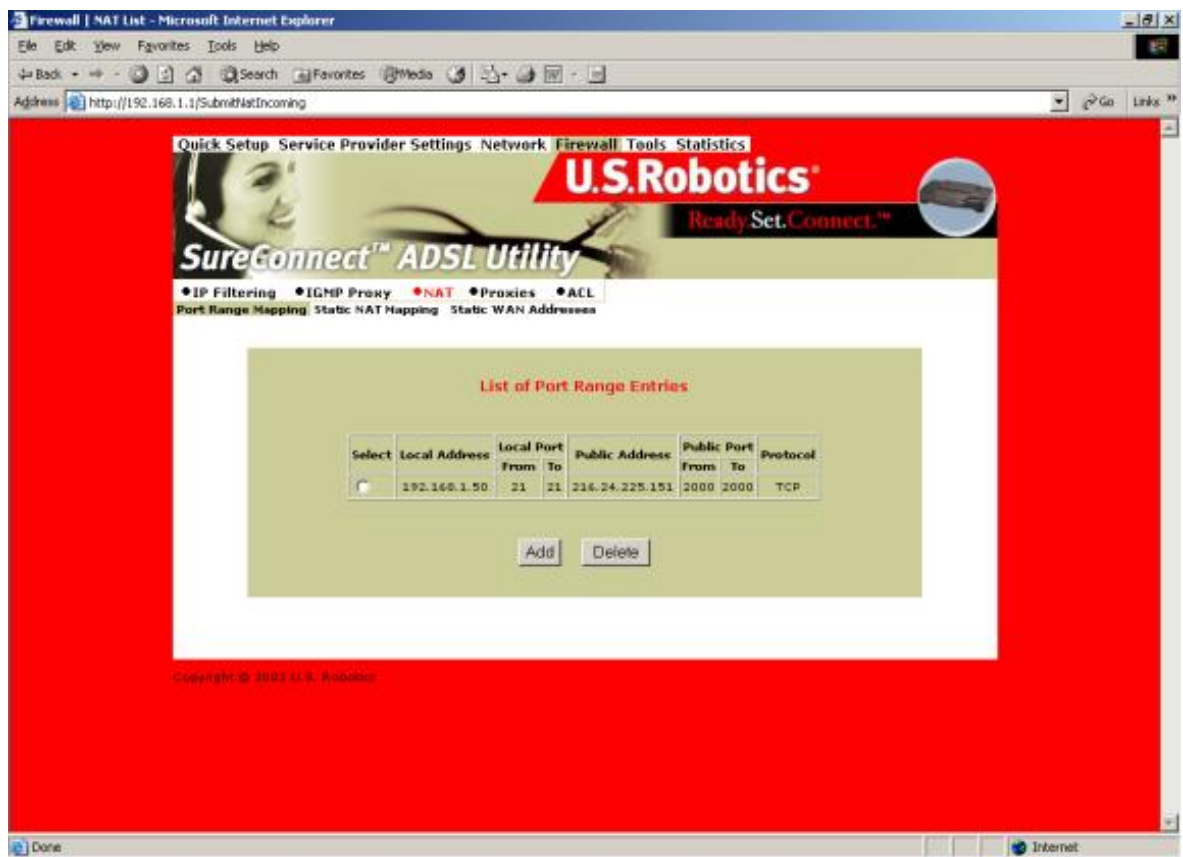 Firewall | NAT List - Microsoft Internet Explorer
File Edit View Favorites Tools Help
Back Search Favorites Media
Address http://192.168.1.1/SubmitNatIncoming Go Links »
Quick Setup Service Provider Settings Network Firewall Tools Statistics
U.S.Robotics®
Ready.Set.Connect.™
SureConnect™ ADSL Utility
•IP Filtering •IGMP Proxy •NAT •Proxies •ACL
Port Range Mapping Static NAT Mapping Static WAN Addresses
List of Port Range Entries
Select Local Address Local Port Public Address Public Port Protocol
From To From To
192.168.1.50 21 21 216.24.225.151 2000 2000 TCP
Add Delete
Copyright © U.S. Robotics
Done Internet